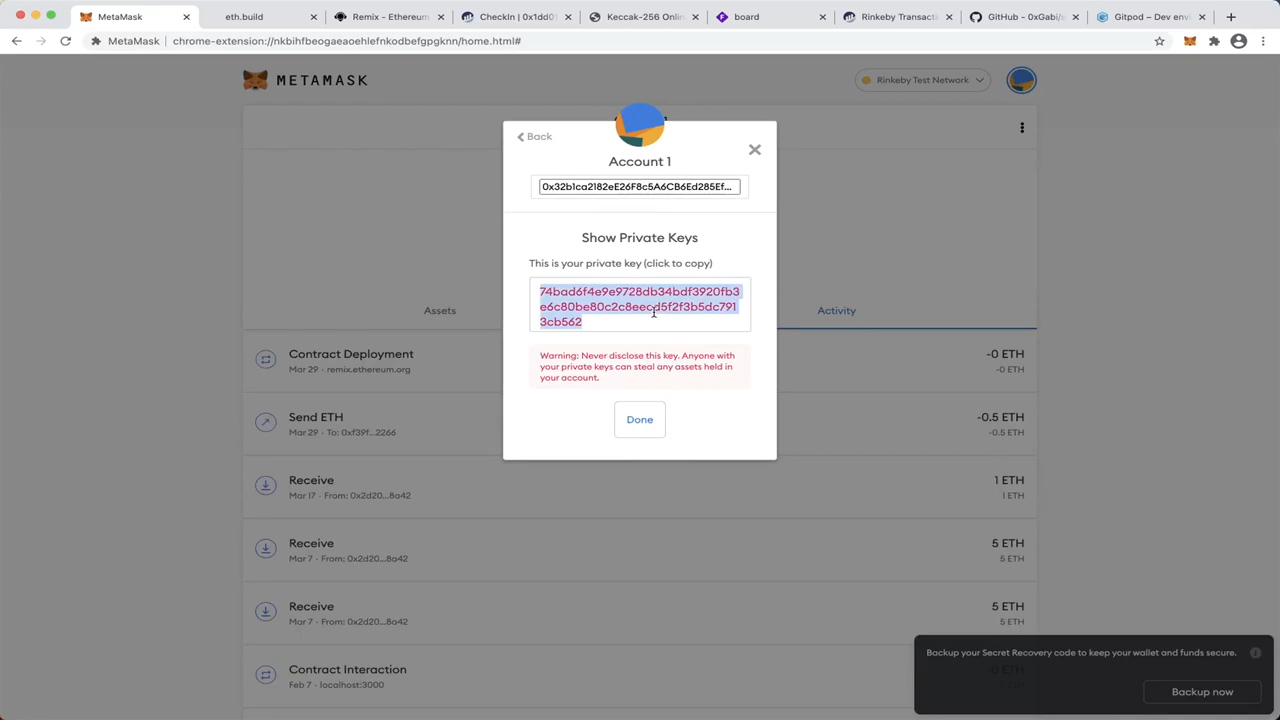 MetaMask
eth.build
Remix - Ethereum
CheckIn | 0x1dd01
Keccak-256 Onlin
board
Rinkeby Transacti
GitHub - 0xGabi/s
Gitpod – Dev envi
MetaMask
chrome-extension://nkbihfbeogaeaoehlefnkodbefgpgknn/home.html#
METAMASK
Rinkeby Test Network
Back
Account 1
0x32b1ca2182eE26F8c5A6CB6Ed285Ef...
Show Private Keys
This is your private key (click to copy)
74bad6f4e9e9728db34bdf3920fb3
e6c80be80c2c8eecd5f2f3b5dc791
3cb562
Warning: Never disclose this key. Anyone with
your private keys can steal any assets held in
your account.
Done
Assets
Activity
Contract Deployment
Mar 29 · remix.ethereum.org
-0 ETH
-0 ETH
Send ETH
Mar 29 · To: 0xf39f...2266
-0.5 ETH
-0.5 ETH
Receive
Mar 17 · From: 0x2d20...8a42
1 ETH
1 ETH
Receive
Mar 7 · From: 0x2d20...8a42
5 ETH
5 ETH
Receive
Mar 7 · From: 0x2d20...8a42
5 ETH
5 ETH
Contract Interaction
Feb 7 · localhost:3000
-0 ETH
Backup your Secret Recovery code to keep your wallet and funds secure.
Backup now